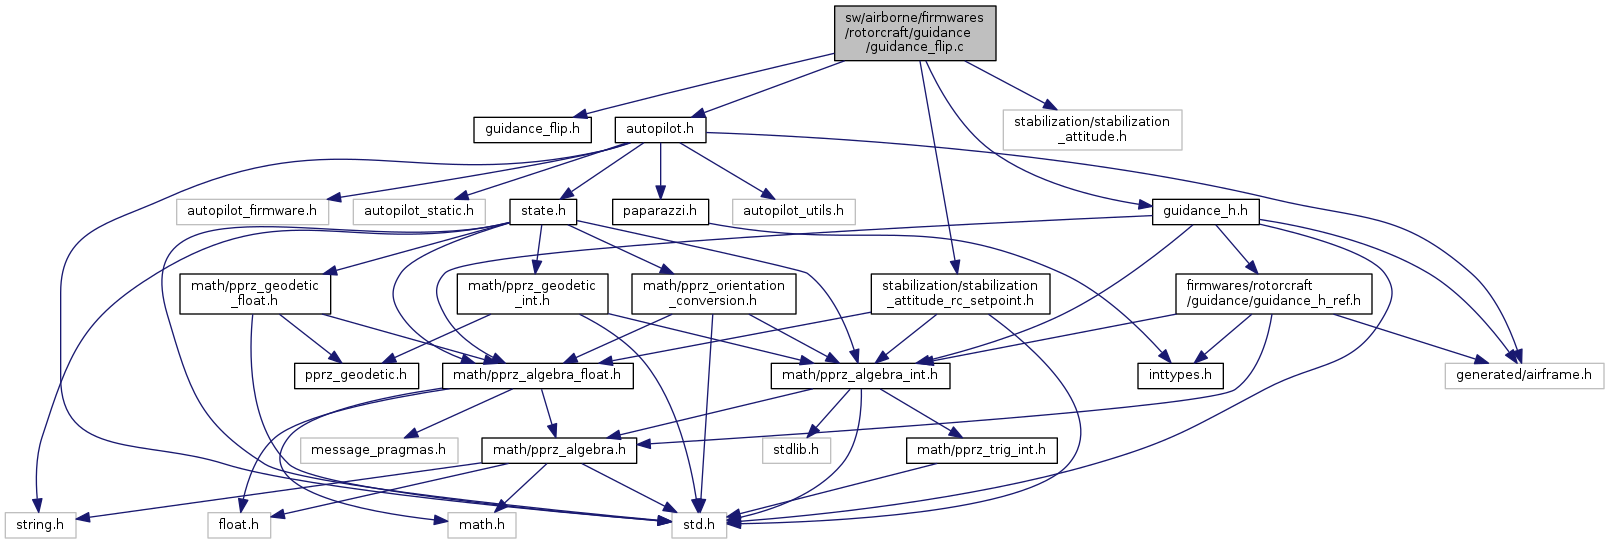 sw/airborne/firmwares
/rotorcraft/guidance
/guidance_flip.c
guidance_flip.h
autopilot.h
stabilization/stabilization
_attitude.h
autopilot_firmware.h
autopilot_static.h
state.h
paparazzi.h
autopilot_utils.h
guidance_h.h
math/pprz_geodetic
_float.h
math/pprz_geodetic
_int.h
math/pprz_orientation
_conversion.h
stabilization/stabilization
_attitude_rc_setpoint.h
firmwares/rotorcraft
/guidance/guidance_h_ref.h
pprz_geodetic.h
math/pprz_algebra_float.h
math/pprz_algebra_int.h
inttypes.h
generated/airframe.h
message_pragmas.h
math/pprz_algebra.h
stdlib.h
math/pprz_trig_int.h
string.h
float.h
math.h
std.h